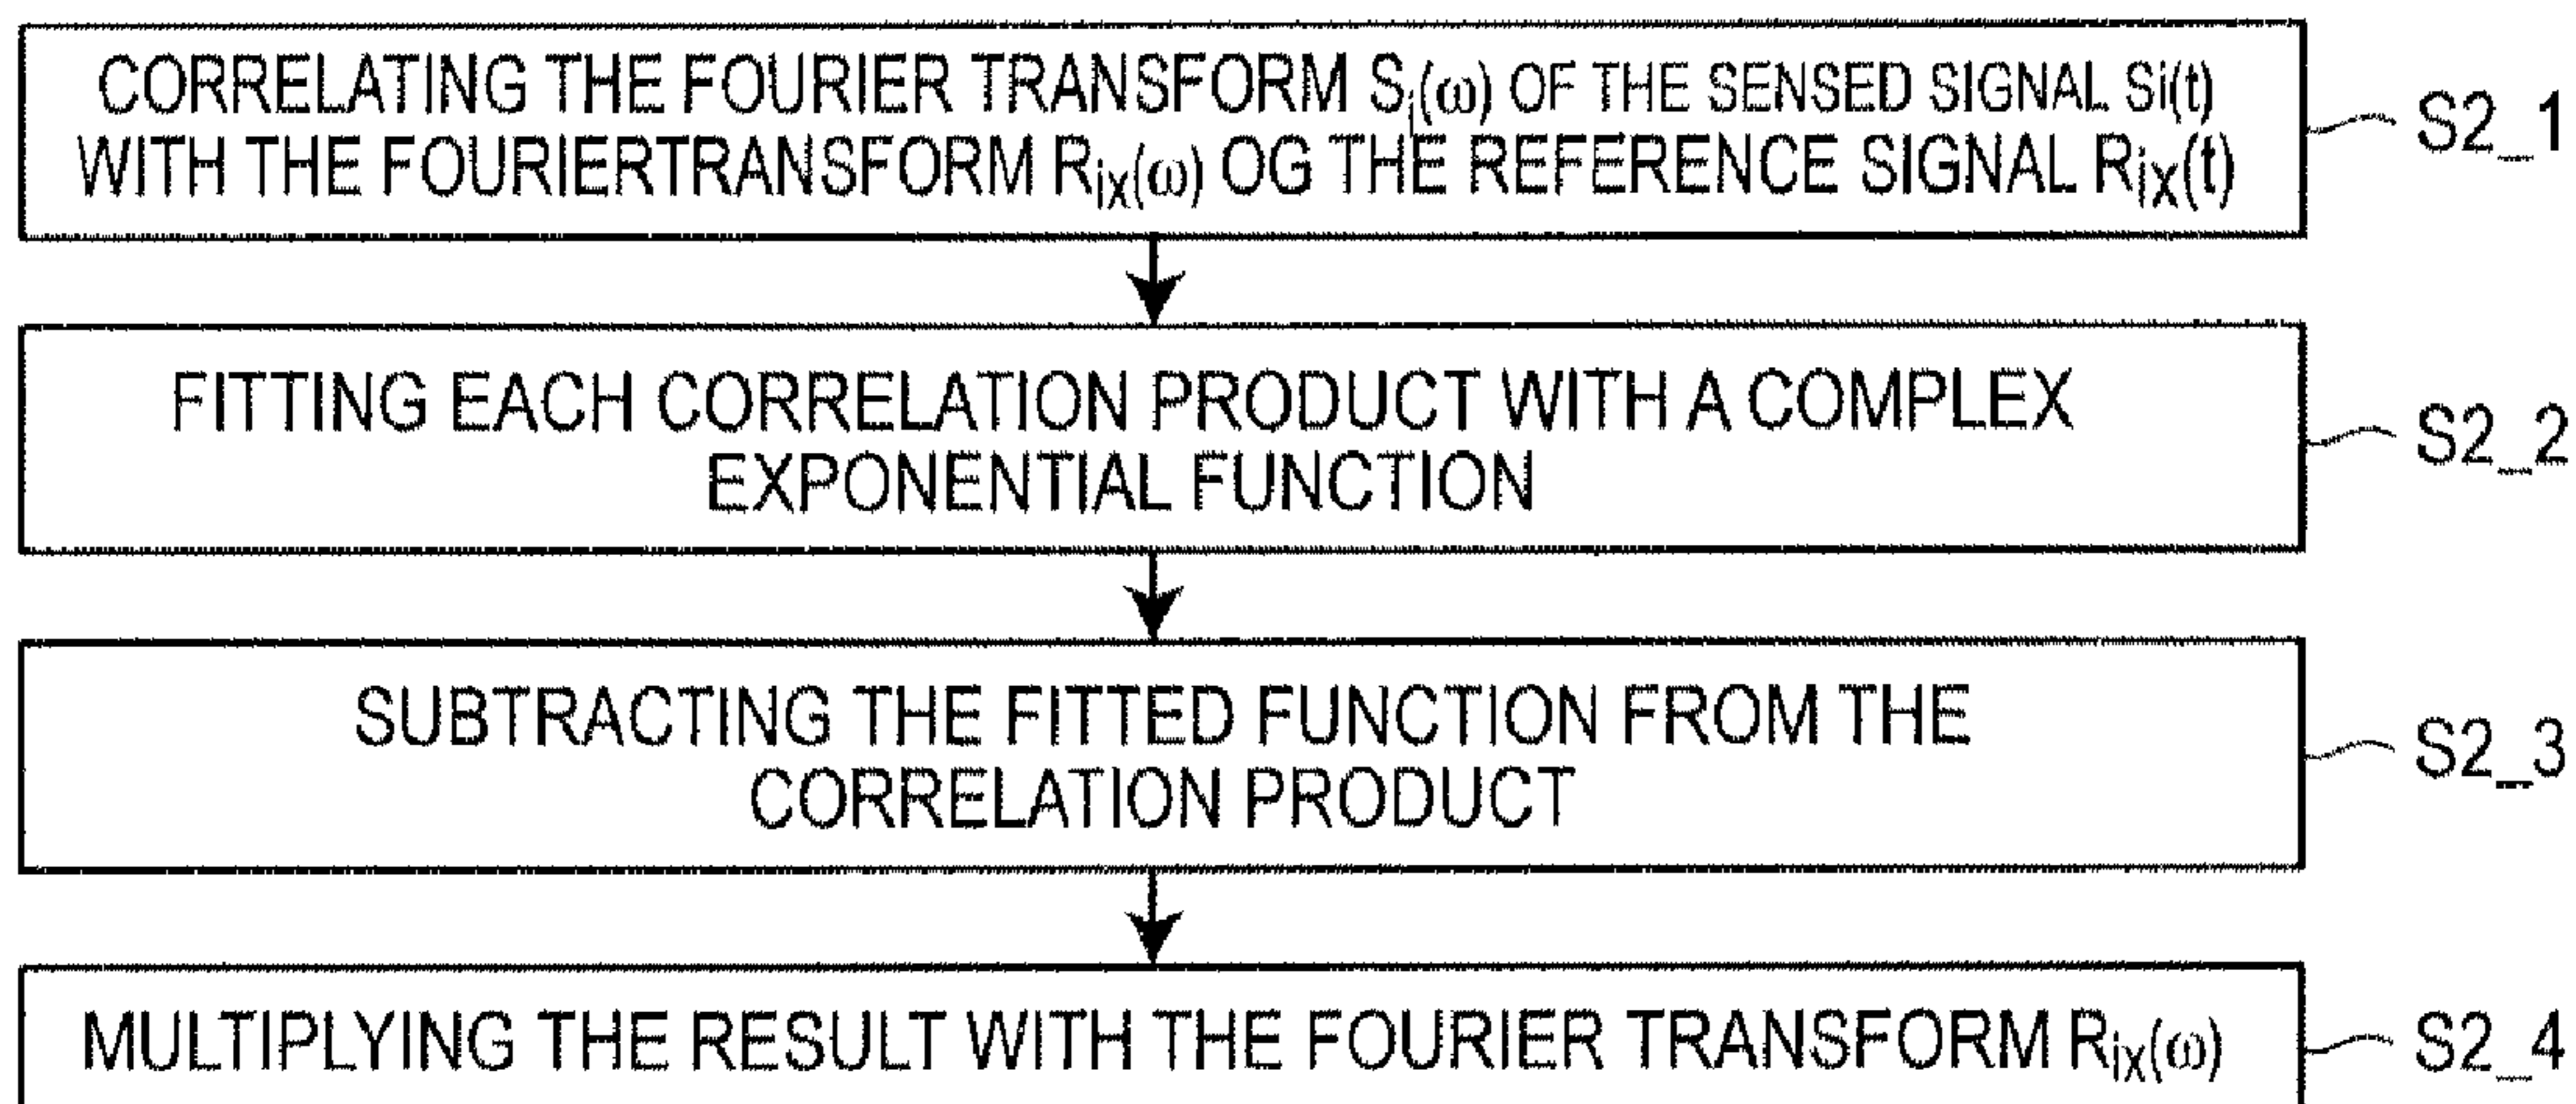 CORRELATING THE FOURIER TRANSFORM Si(ω) OF THE SENSED SIGNAL Si(t)
WITH THE FOURIERTRANSFORM Rix(ω) OG THE REFERENCE SIGNAL Rix(t)
S2_1
FITTING EACH CORRELATION PRODUCT WITH A COMPLEX
EXPONENTIAL FUNCTION
S2_2
SUBTRACTING THE FITTED FUNCTION FROM THE
CORRELATION PRODUCT
S2_3
MULTIPLYING THE RESULT WITH THE FOURIER TRANSFORM Rix(ω)
S2_4